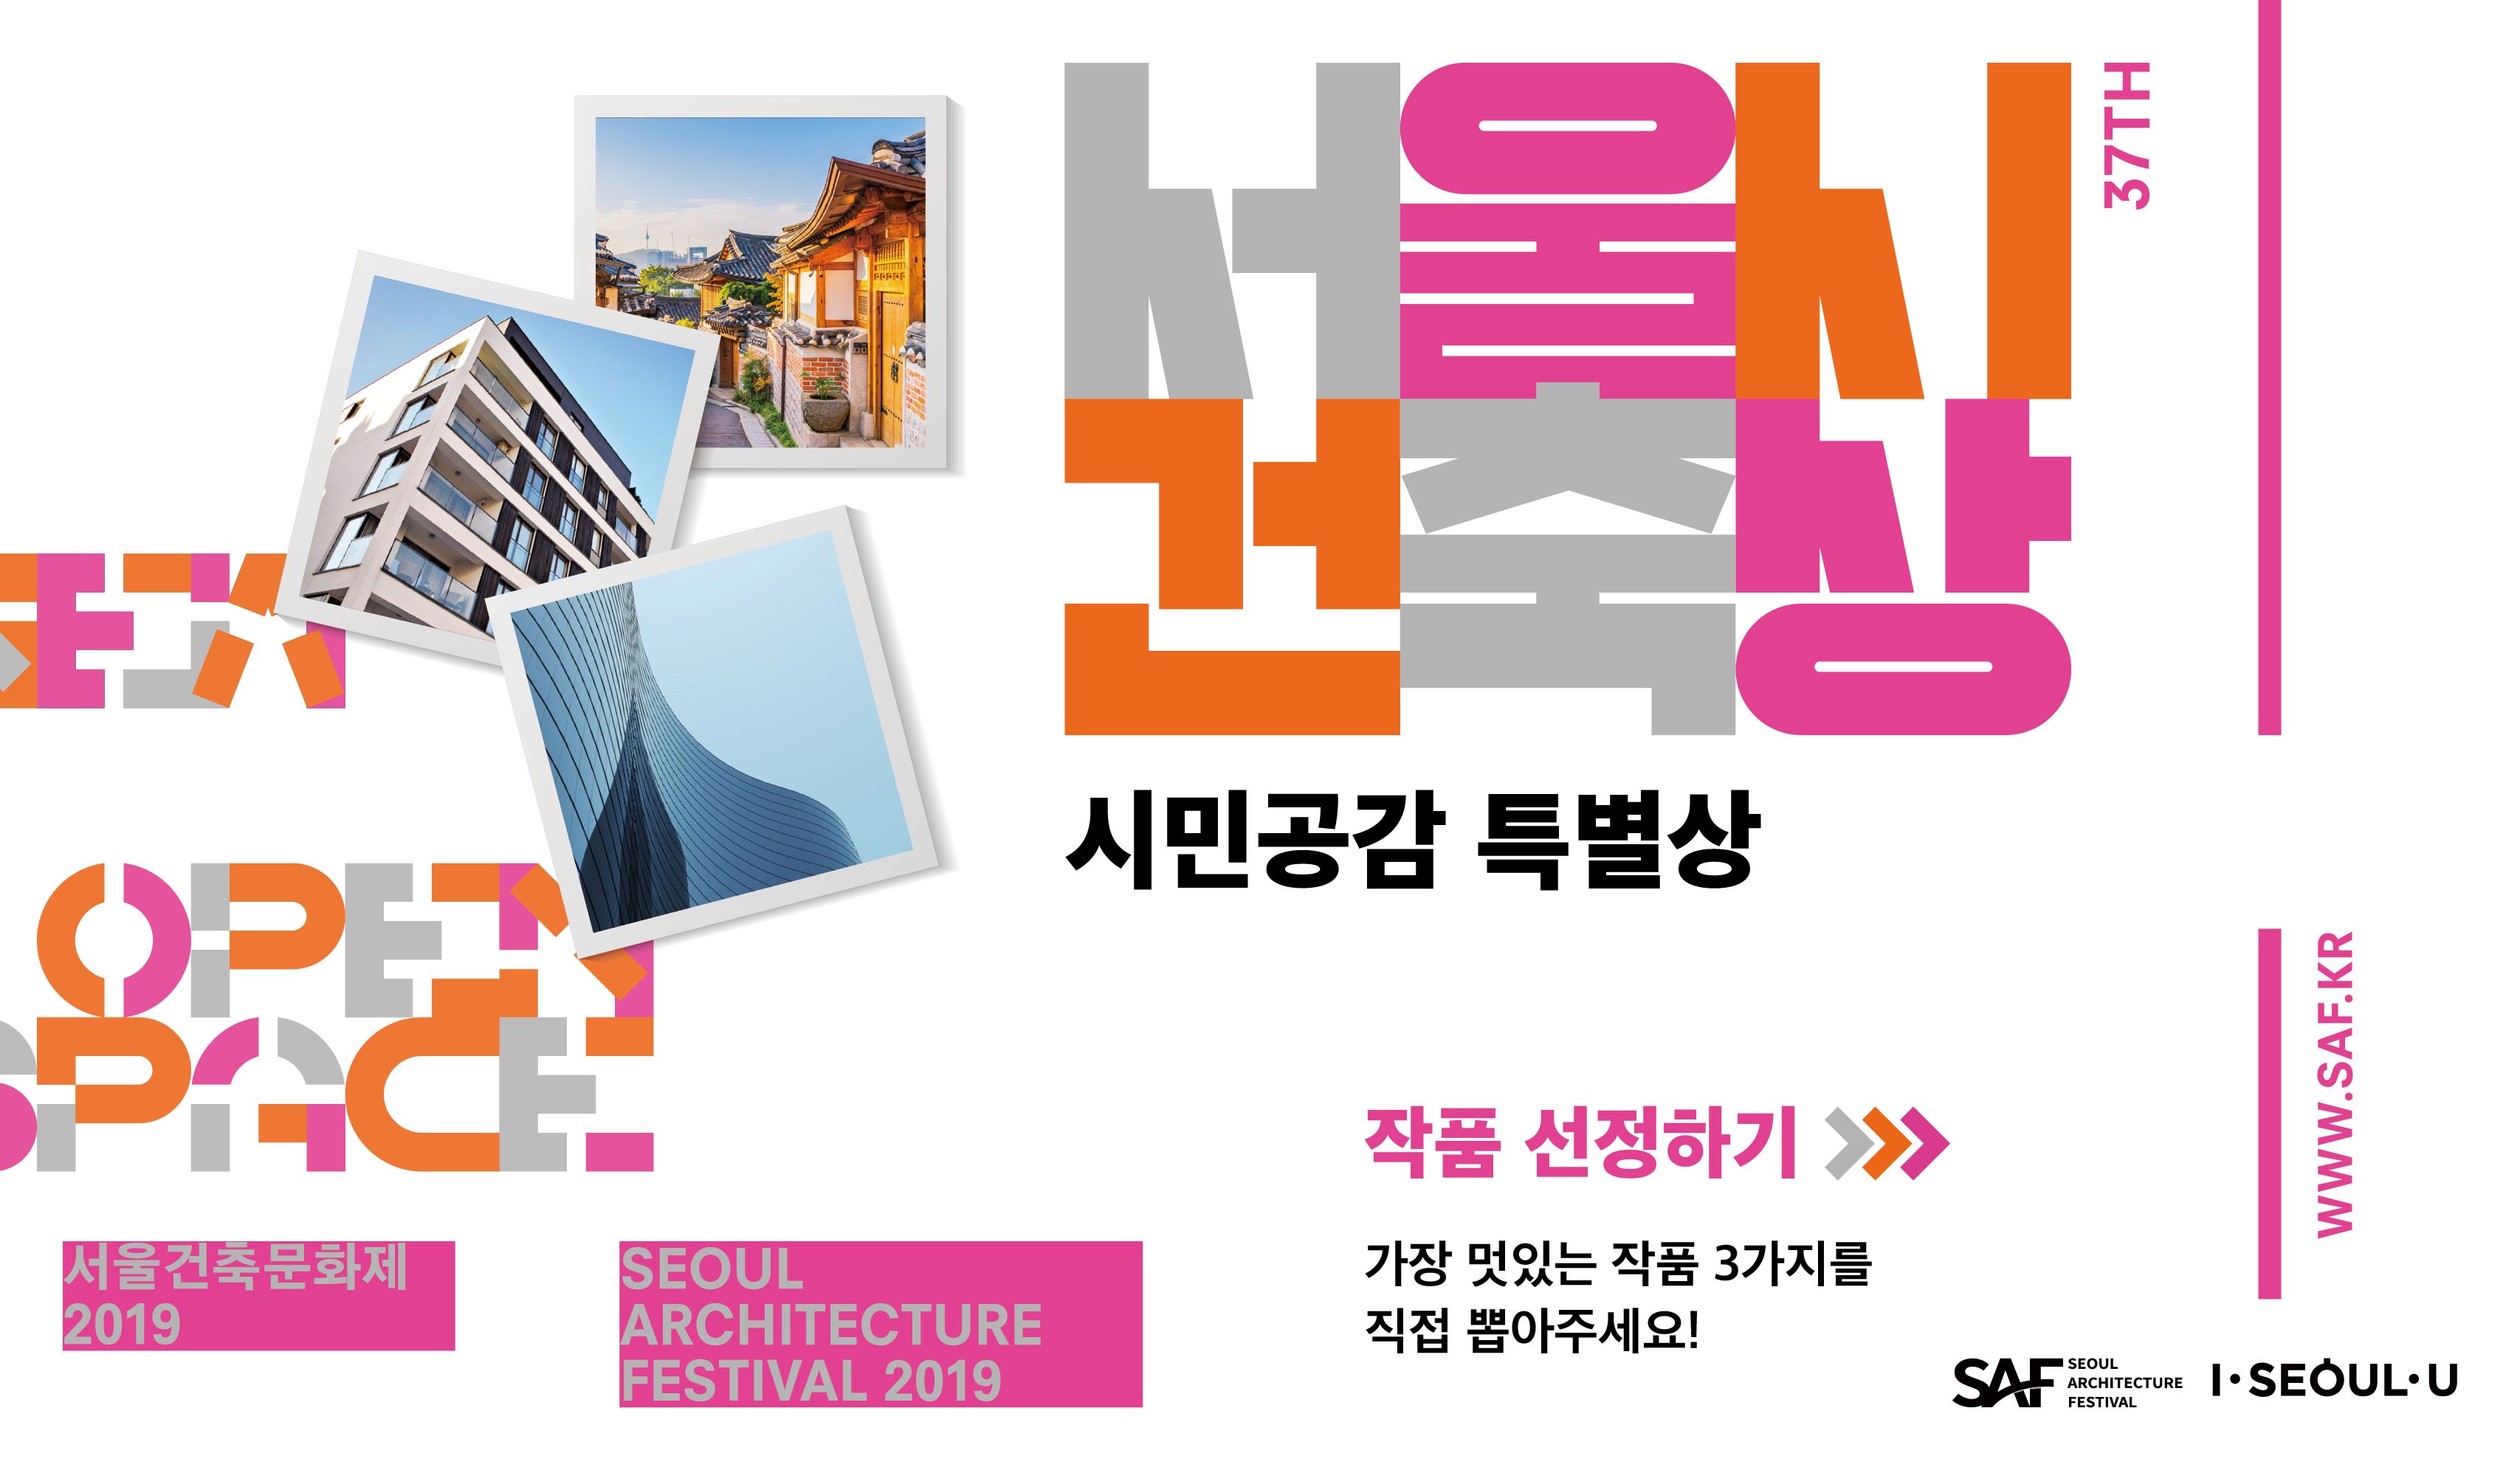 서울시
건축상
37TH
시민공감 특별상
OPEN
SPACE
작품 선정하기
가장 멋있는 작품 3가지를
직접 뽑아주세요!
WWW.SAF.KR
서울건축문화제
2019
SEOUL
ARCHITECTURE
FESTIVAL 2019
SAF SEOUL
ARCHITECTURE
FESTIVAL
I·SEOUL·U